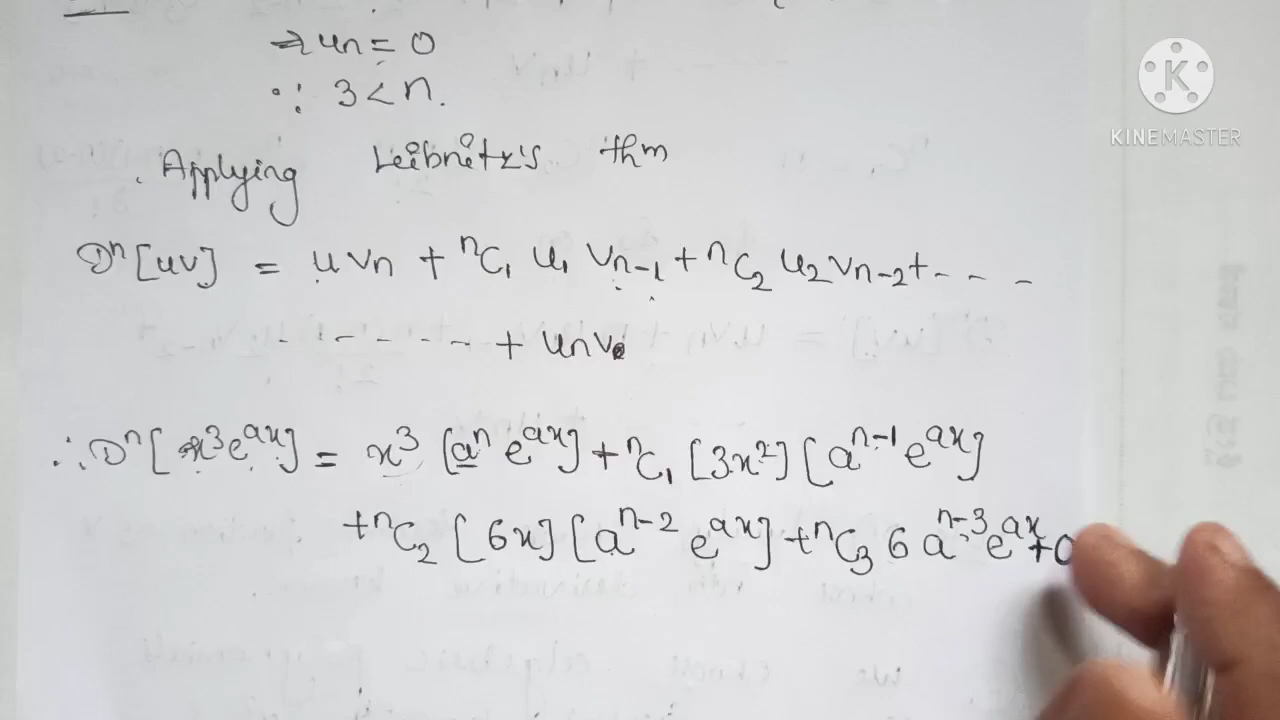 ⇒ un = 0
∵ 3 < n.
K
KINEMASTER
. Applying Leibnitz's thm
Dⁿ[uv] = uvn + ⁿC₁ u₁ vn-1 + ⁿC₂ u₂ vn-2 + - - -
- - - - - - + unv
∴ Dⁿ[x³eᵃˣ] = x³ [aⁿ eᵃˣ] + ⁿC₁ [3x²] [aⁿ⁻¹ eᵃˣ]
+ ⁿC₂ [6x] [aⁿ⁻² eᵃˣ] + ⁿC₃ 6 aⁿ⁻³ eᵃˣ + 0